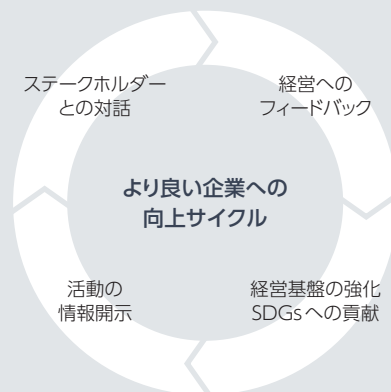 ステークホルダー
との対話
経営への
フィードバック
より良い企業への
向上サイクル
活動の
情報開示
経営基盤の強化
SDGsへの貢献